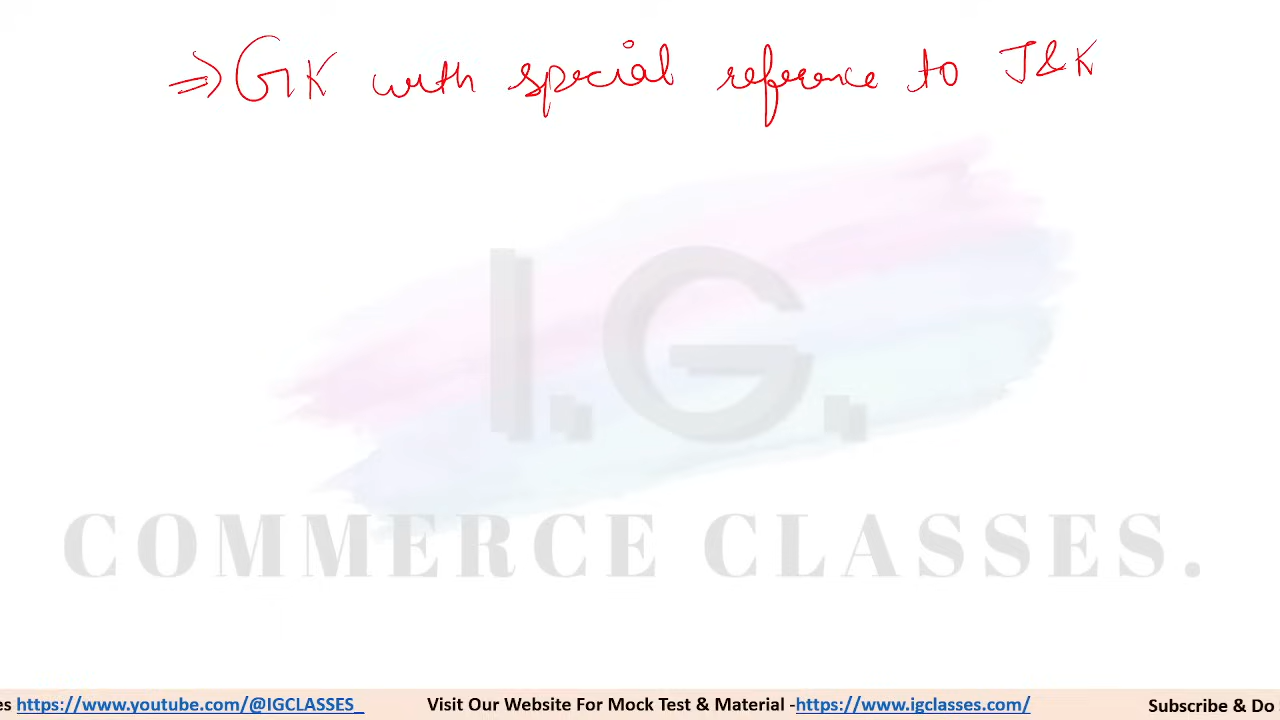 ⇒ GK with special reference to J&K
I.G.
COMMERCE CLASSES.
es https://www.youtube.com/@IGCLASSES_ Visit Our Website For Mock Test & Material -https://www.igclasses.com/ Subscribe & Do